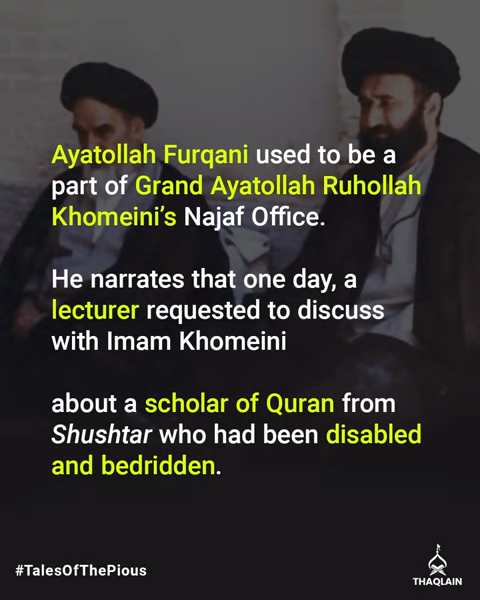 Ayatollah Furqani used to be a
part of Grand Ayatollah Ruhollah
Khomeini’s Najaf Office.
He narrates that one day, a
lecturer requested to discuss
with Imam Khomeini
about a scholar of Quran from
Shushtar who had been disabled
and bedridden.
#TalesOfThePious
THAQLAIN